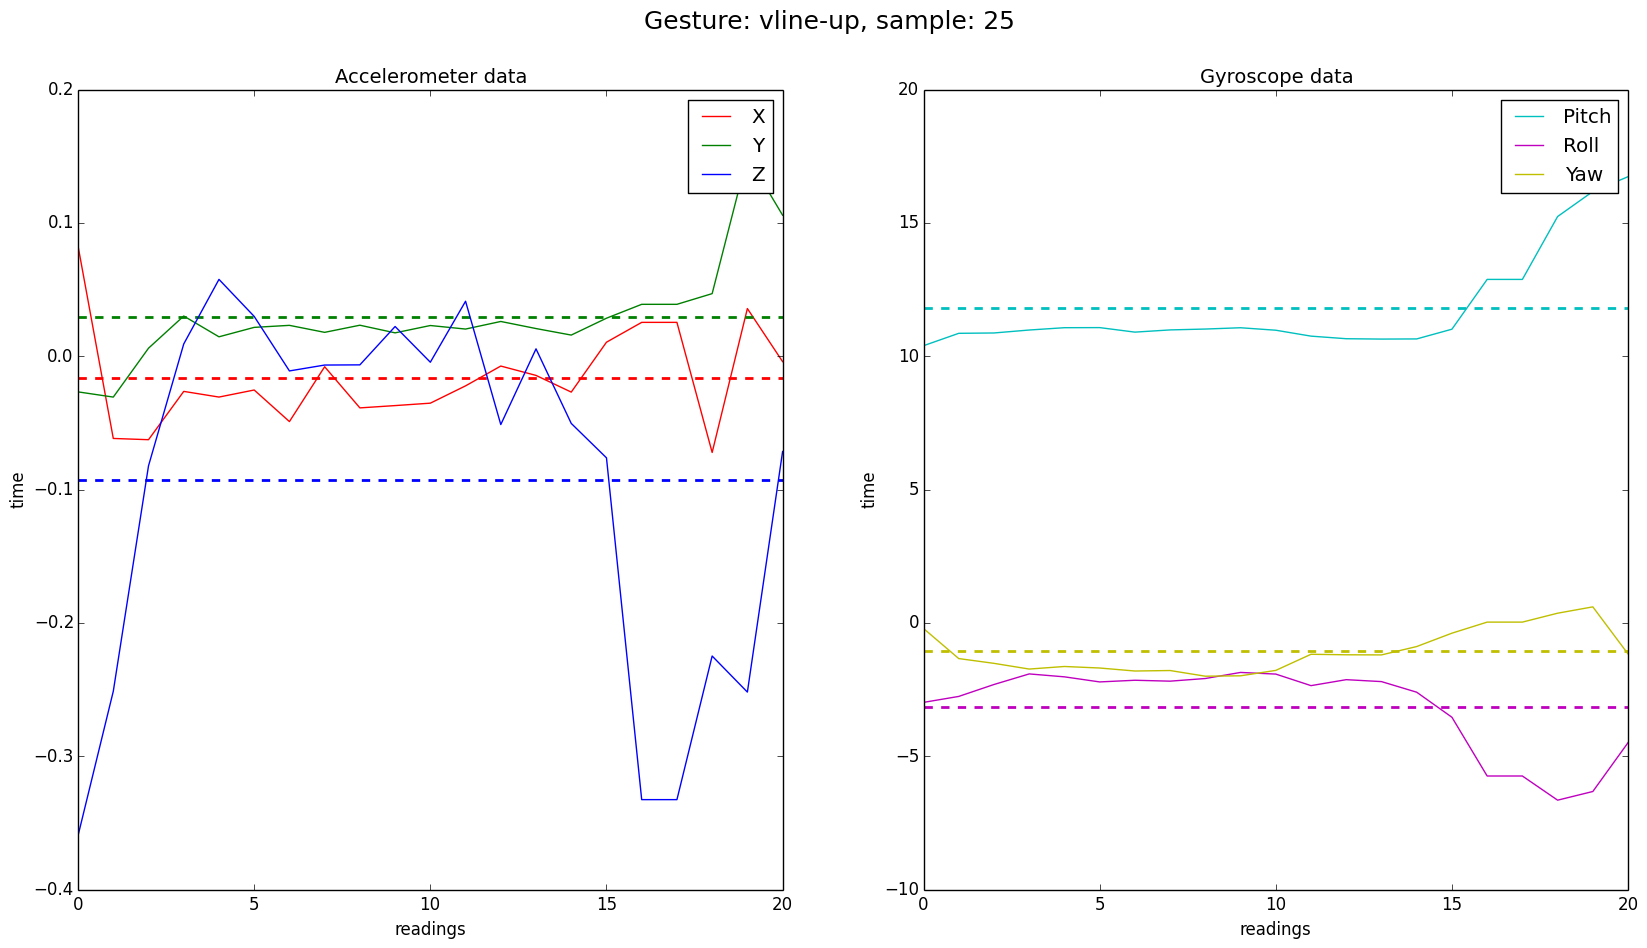 Gesture: vline-up, sample: 25
Accelerometer data
X
Y
Z
0.2
0.1
0.0
−0.1
−0.2
−0.3
−0.4
time
0
5
10
15
20
readings
Gyroscope data
Pitch
Roll
Yaw
20
15
10
5
0
−5
−10
time
0
5
10
15
20
readings